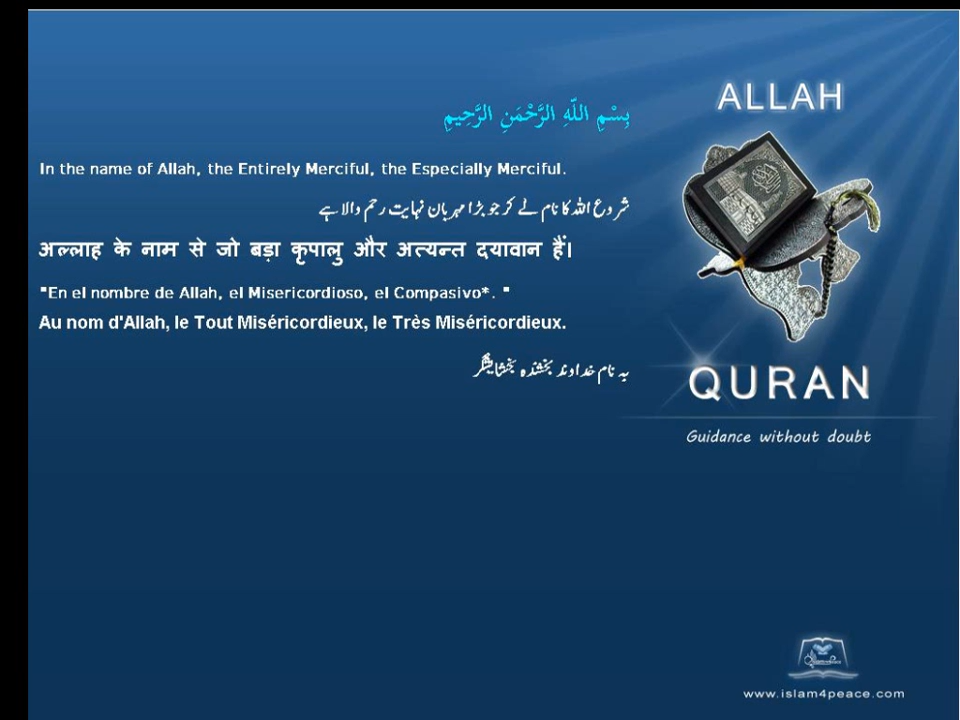 بِسْمِ اللّهِ الرَّحْمَنِ الرَّحِيمِ
In the name of Allah, the Entirely Merciful, the Especially Merciful.
شروع الله کا نام لے کر جو بڑا مہربان نہایت رحم والا ہے
अल्लाह के नाम से जो बड़ा कृपालु और अत्यन्त दयावान हैं।
"En el nombre de Allah, el Misericordioso, el Compasivo*. "
Au nom d'Allah, le Tout Miséricordieux, le Très Miséricordieux.
به نام خداوند بخشنده بخشایشگر
ALLAH
QURAN
Guidance without doubt
www.islam4peace.com